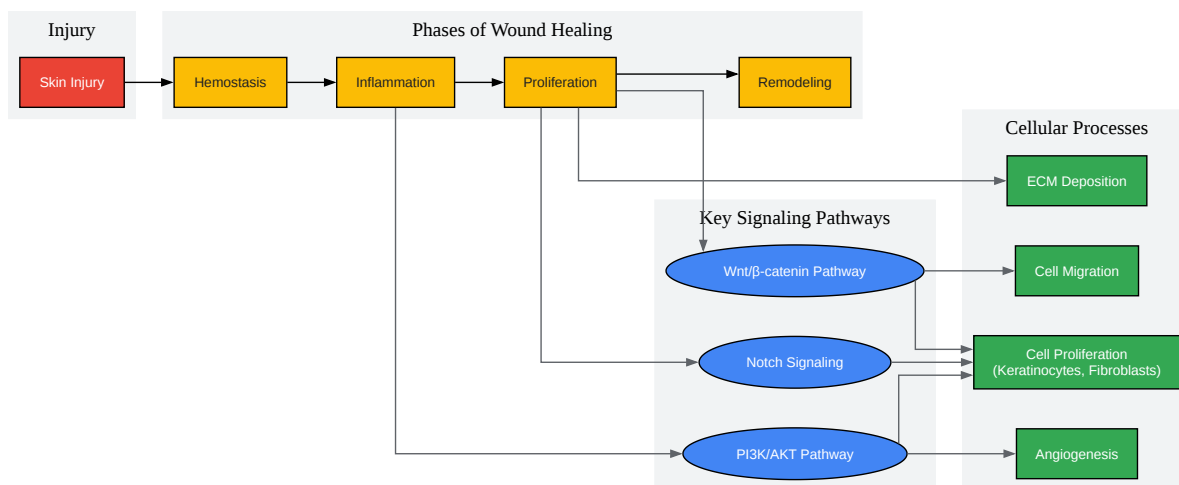 Injury
Phases of Wound Healing
Skin Injury
Hemostasis
Inflammation
Proliferation
Remodeling
Cellular Processes
ECM Deposition
Key Signaling Pathways
Wnt/β-catenin Pathway
Cell Migration
Notch Signaling
Cell Proliferation
(Keratinocytes, Fibroblasts)
PI3K/AKT Pathway
Angiogenesis